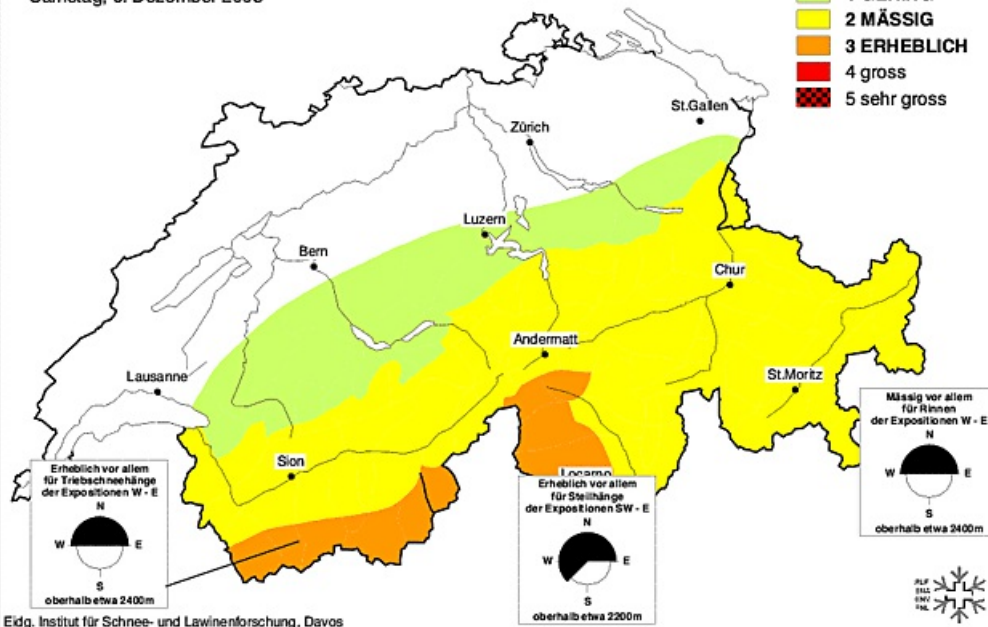 2 MÄSSIG
3 ERHEBLICH
4 gross
5 sehr gross
St.Gallen
Zürich
Luzern
Bern
Chur
Andermatt
Lausanne
St.Moritz
Sion
Locarno
Mässig vor allem
für Rinnen
der Expositionen W - E
N
W E
S
oberhalb etwa 2400m
Erheblich vor allem
für Triebschneehänge
der Expositionen W - E
N
W E
S
oberhalb etwa 2400m
Erheblich vor allem
für Steilhänge
der Expositionen SW - E
N
W E
S
oberhalb etwa 2200m
Eidg. Institut für Schnee- und Lawinenforschung, Davos